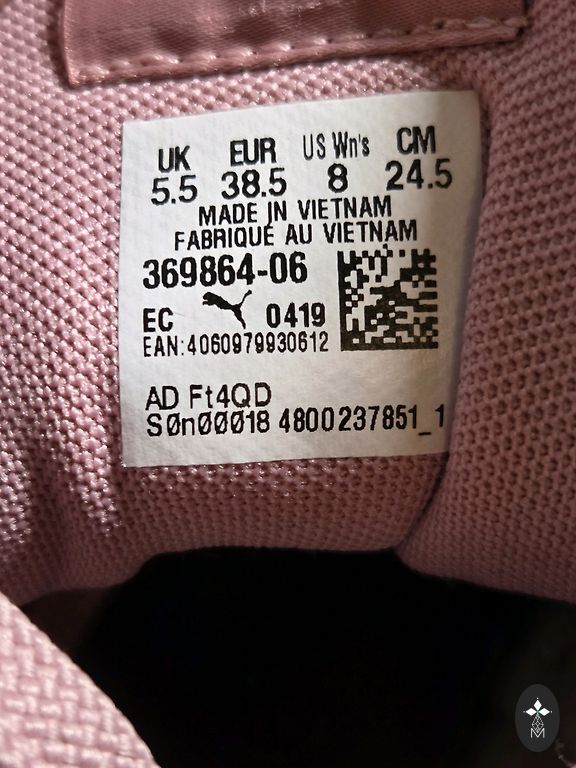 UK EUR US Wn's CM
5.5 38.5 8 24.5
MADE IN VIETNAM
FABRIQUÉ AU VIETNAM
369864-06
EC 0419
EAN:4060979930612
AD Ft4QD
SØnØØØ18 4800237851_1
M